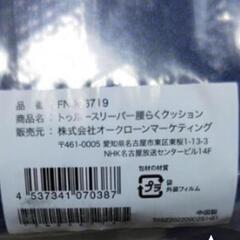 品番: FN
6719
商品名: トゥルースリーパー腰らくクッション
販売元: 株式会社オークローンマーケティング
〒461-0005 愛知県名古屋市東区東桜1-13-3
NHK名古屋放送センタービル14F
4 537341 070387
包材の材質
プラ
袋
外装フィルム
中国製